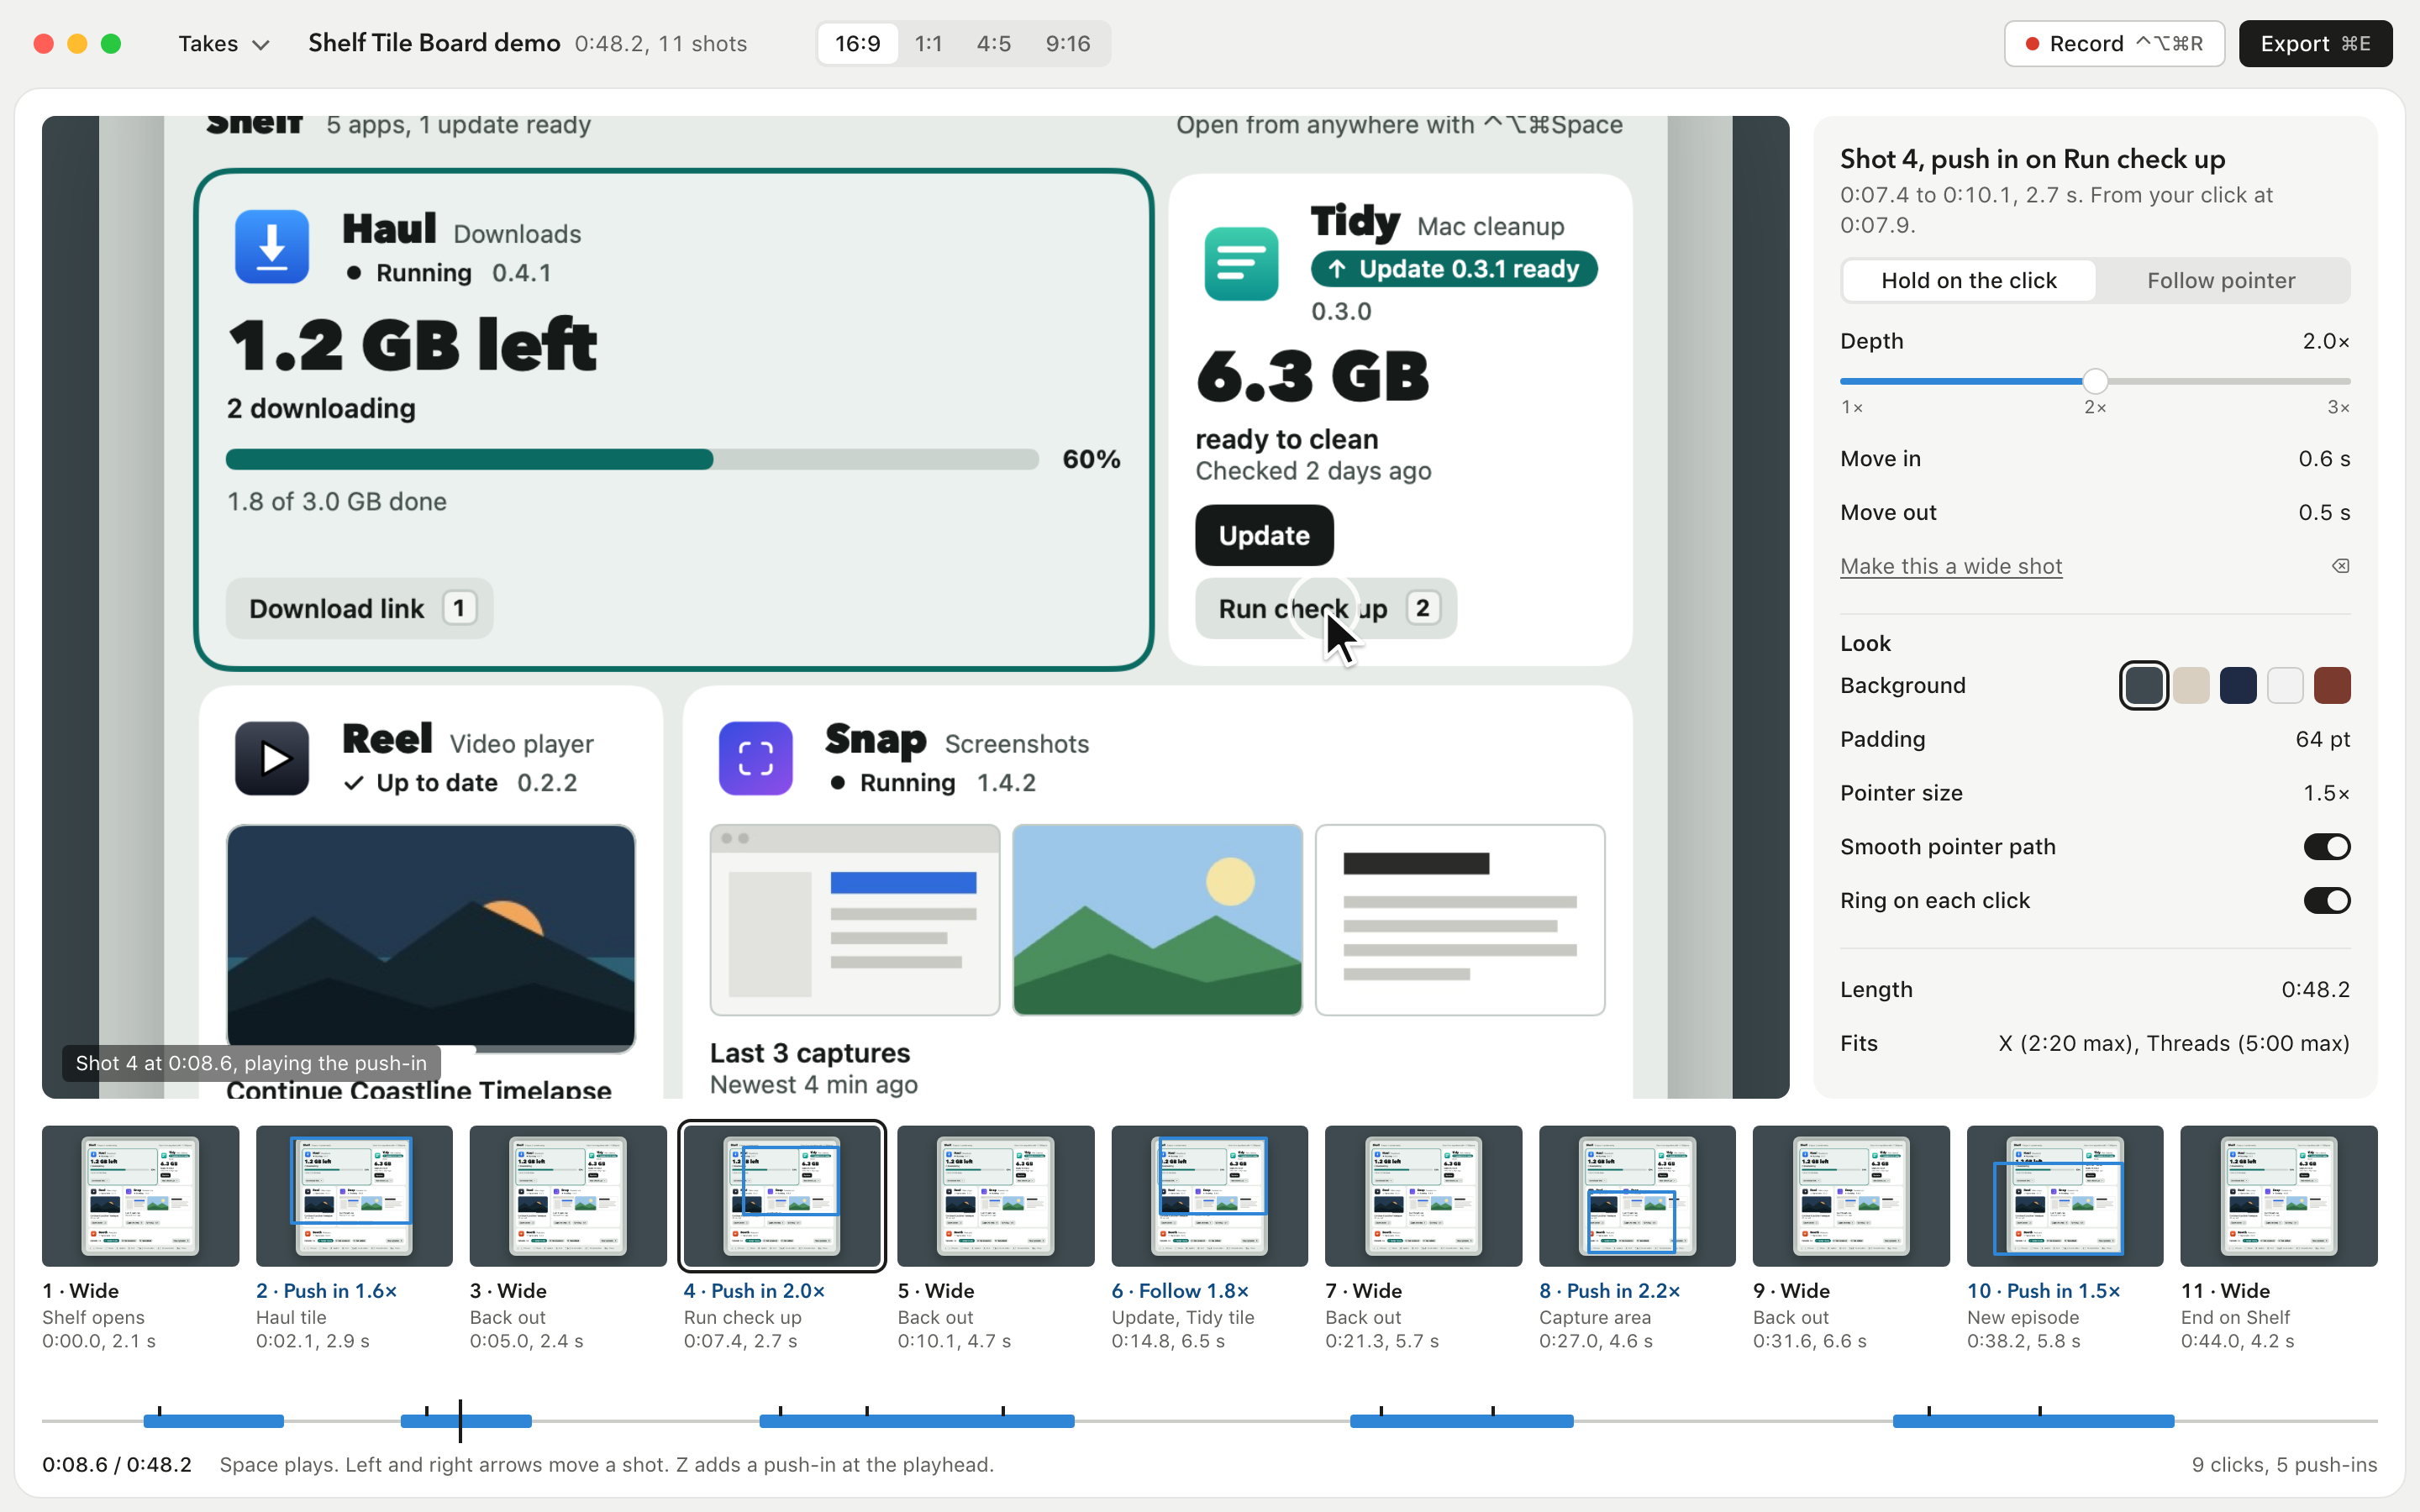 Takes
Shelf Tile Board demo 0:48.2, 11 shots
16:9 1:1 4:5 9:16
Record ^⌥⌘R
Export ⌘E
Shelf 5 apps, 1 update ready
Open from anywhere with ^⌥⌘Space
Haul Downloads
Running 0.4.1
1.2 GB left
2 downloading
60%
1.8 of 3.0 GB done
Download link 1
Tidy Mac cleanup
↑ Update 0.3.1 ready
0.3.0
6.3 GB
ready to clean
Checked 2 days ago
Update
Run check up 2
Reel Video player
✓ Up to date 0.2.2
Continue Coastline Timelapse
Snap Screenshots
Running 1.4.2
Last 3 captures
Newest 4 min ago
Shot 4 at 0:08.6, playing the push-in
Shot 4, push in on Run check up
0:07.4 to 0:10.1, 2.7 s. From your click at
0:07.9.
Hold on the click Follow pointer
Depth 2.0×
1× 2× 3×
Move in 0.6 s
Move out 0.5 s
Make this a wide shot
Look
Background
Padding 64 pt
Pointer size 1.5×
Smooth pointer path
Ring on each click
Length 0:48.2
Fits X (2:20 max), Threads (5:00 max)
1 · Wide
Shelf opens
0:00.0, 2.1 s
2 · Push in 1.6×
Haul tile
0:02.1, 2.9 s
3 · Wide
Back out
0:05.0, 2.4 s
4 · Push in 2.0×
Run check up
0:07.4, 2.7 s
5 · Wide
Back out
0:10.1, 4.7 s
6 · Follow 1.8×
Update, Tidy tile
0:14.8, 6.5 s
7 · Wide
Back out
0:21.3, 5.7 s
8 · Push in 2.2×
Capture area
0:27.0, 4.6 s
9 · Wide
Back out
0:31.6, 6.6 s
10 · Push in 1.5×
New episode
0:38.2, 5.8 s
11 · Wide
End on Shelf
0:44.0, 4.2 s
0:08.6 / 0:48.2 Space plays. Left and right arrows move a shot. Z adds a push-in at the playhead.
9 clicks, 5 push-ins